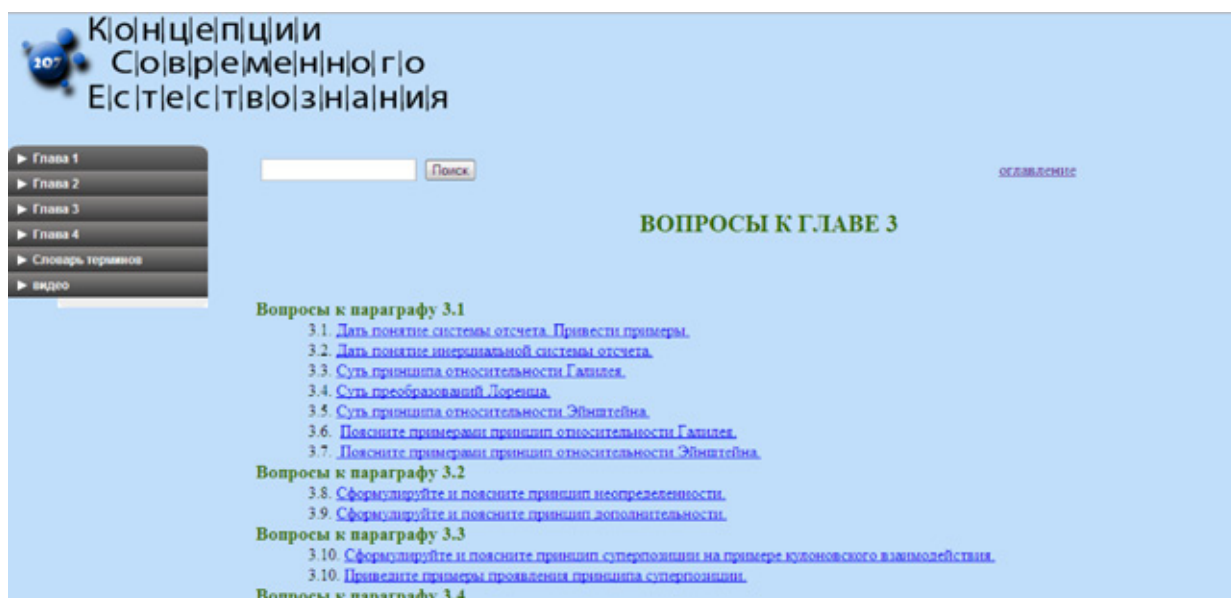 К|о|н|ц|е|п|ц|и|и
С|о|в|р|е|м|е|н|н|о|г|о
Е|с|т|е|с|т|в|о|з|н|а|н|и|я
207
► Глава 1
► Глава 2
► Глава 3
► Глава 4
► Словарь терминов
► видео
Поиск
оглавление
ВОПРОСЫ К ГЛАВЕ 3
Вопросы к параграфу 3.1
3.1. Дать понятие системы отсчета. Привести примеры.
3.2. Дать понятие инерциальной системы отсчета.
3.3. Суть принципа относительности Галилея.
3.4. Суть преобразований Лоренца.
3.5. Суть принципа относительности Эйнштейна.
3.6. Поясните примерами принцип относительности Галилея.
3.7. Поясните примерами принцип относительности Эйнштейна.
Вопросы к параграфу 3.2
3.8. Сформулируйте и поясните принцип неопределенности.
3.9. Сформулируйте и поясните принцип дополнительности.
Вопросы к параграфу 3.3
3.10. Сформулируйте и поясните принцип суперпозиции на примере кулоновского взаимодействия.
3.10. Приведите примеры проявления принципа суперпозиции.
Вопросы к параграфу 3.4